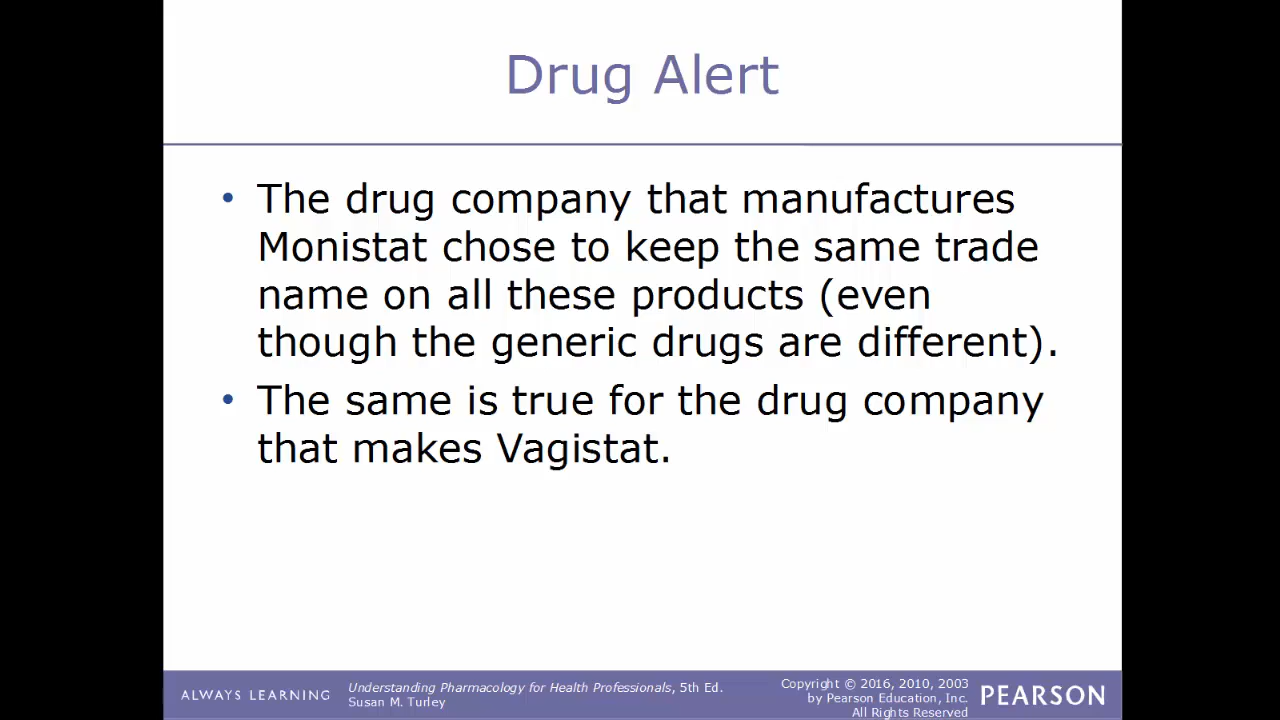 Drug Alert
• The drug company that manufactures
Monistat chose to keep the same trade
name on all these products (even
though the generic drugs are different).
• The same is true for the drug company
that makes Vagistat.
ALWAYS LEARNING
Understanding Pharmacology for Health Professionals, 5th Ed.
Susan M. Turley
Copyright © 2016, 2010, 2003
by Pearson Education, Inc.
All Rights Reserved
PEARSON